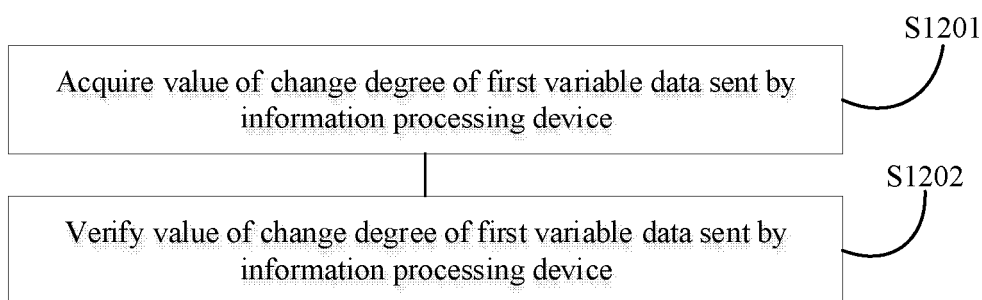 S1201
Acquire value of change degree of first variable data sent by
information processing device
S1202
Verify value of change degree of first variable data sent by
information processing device